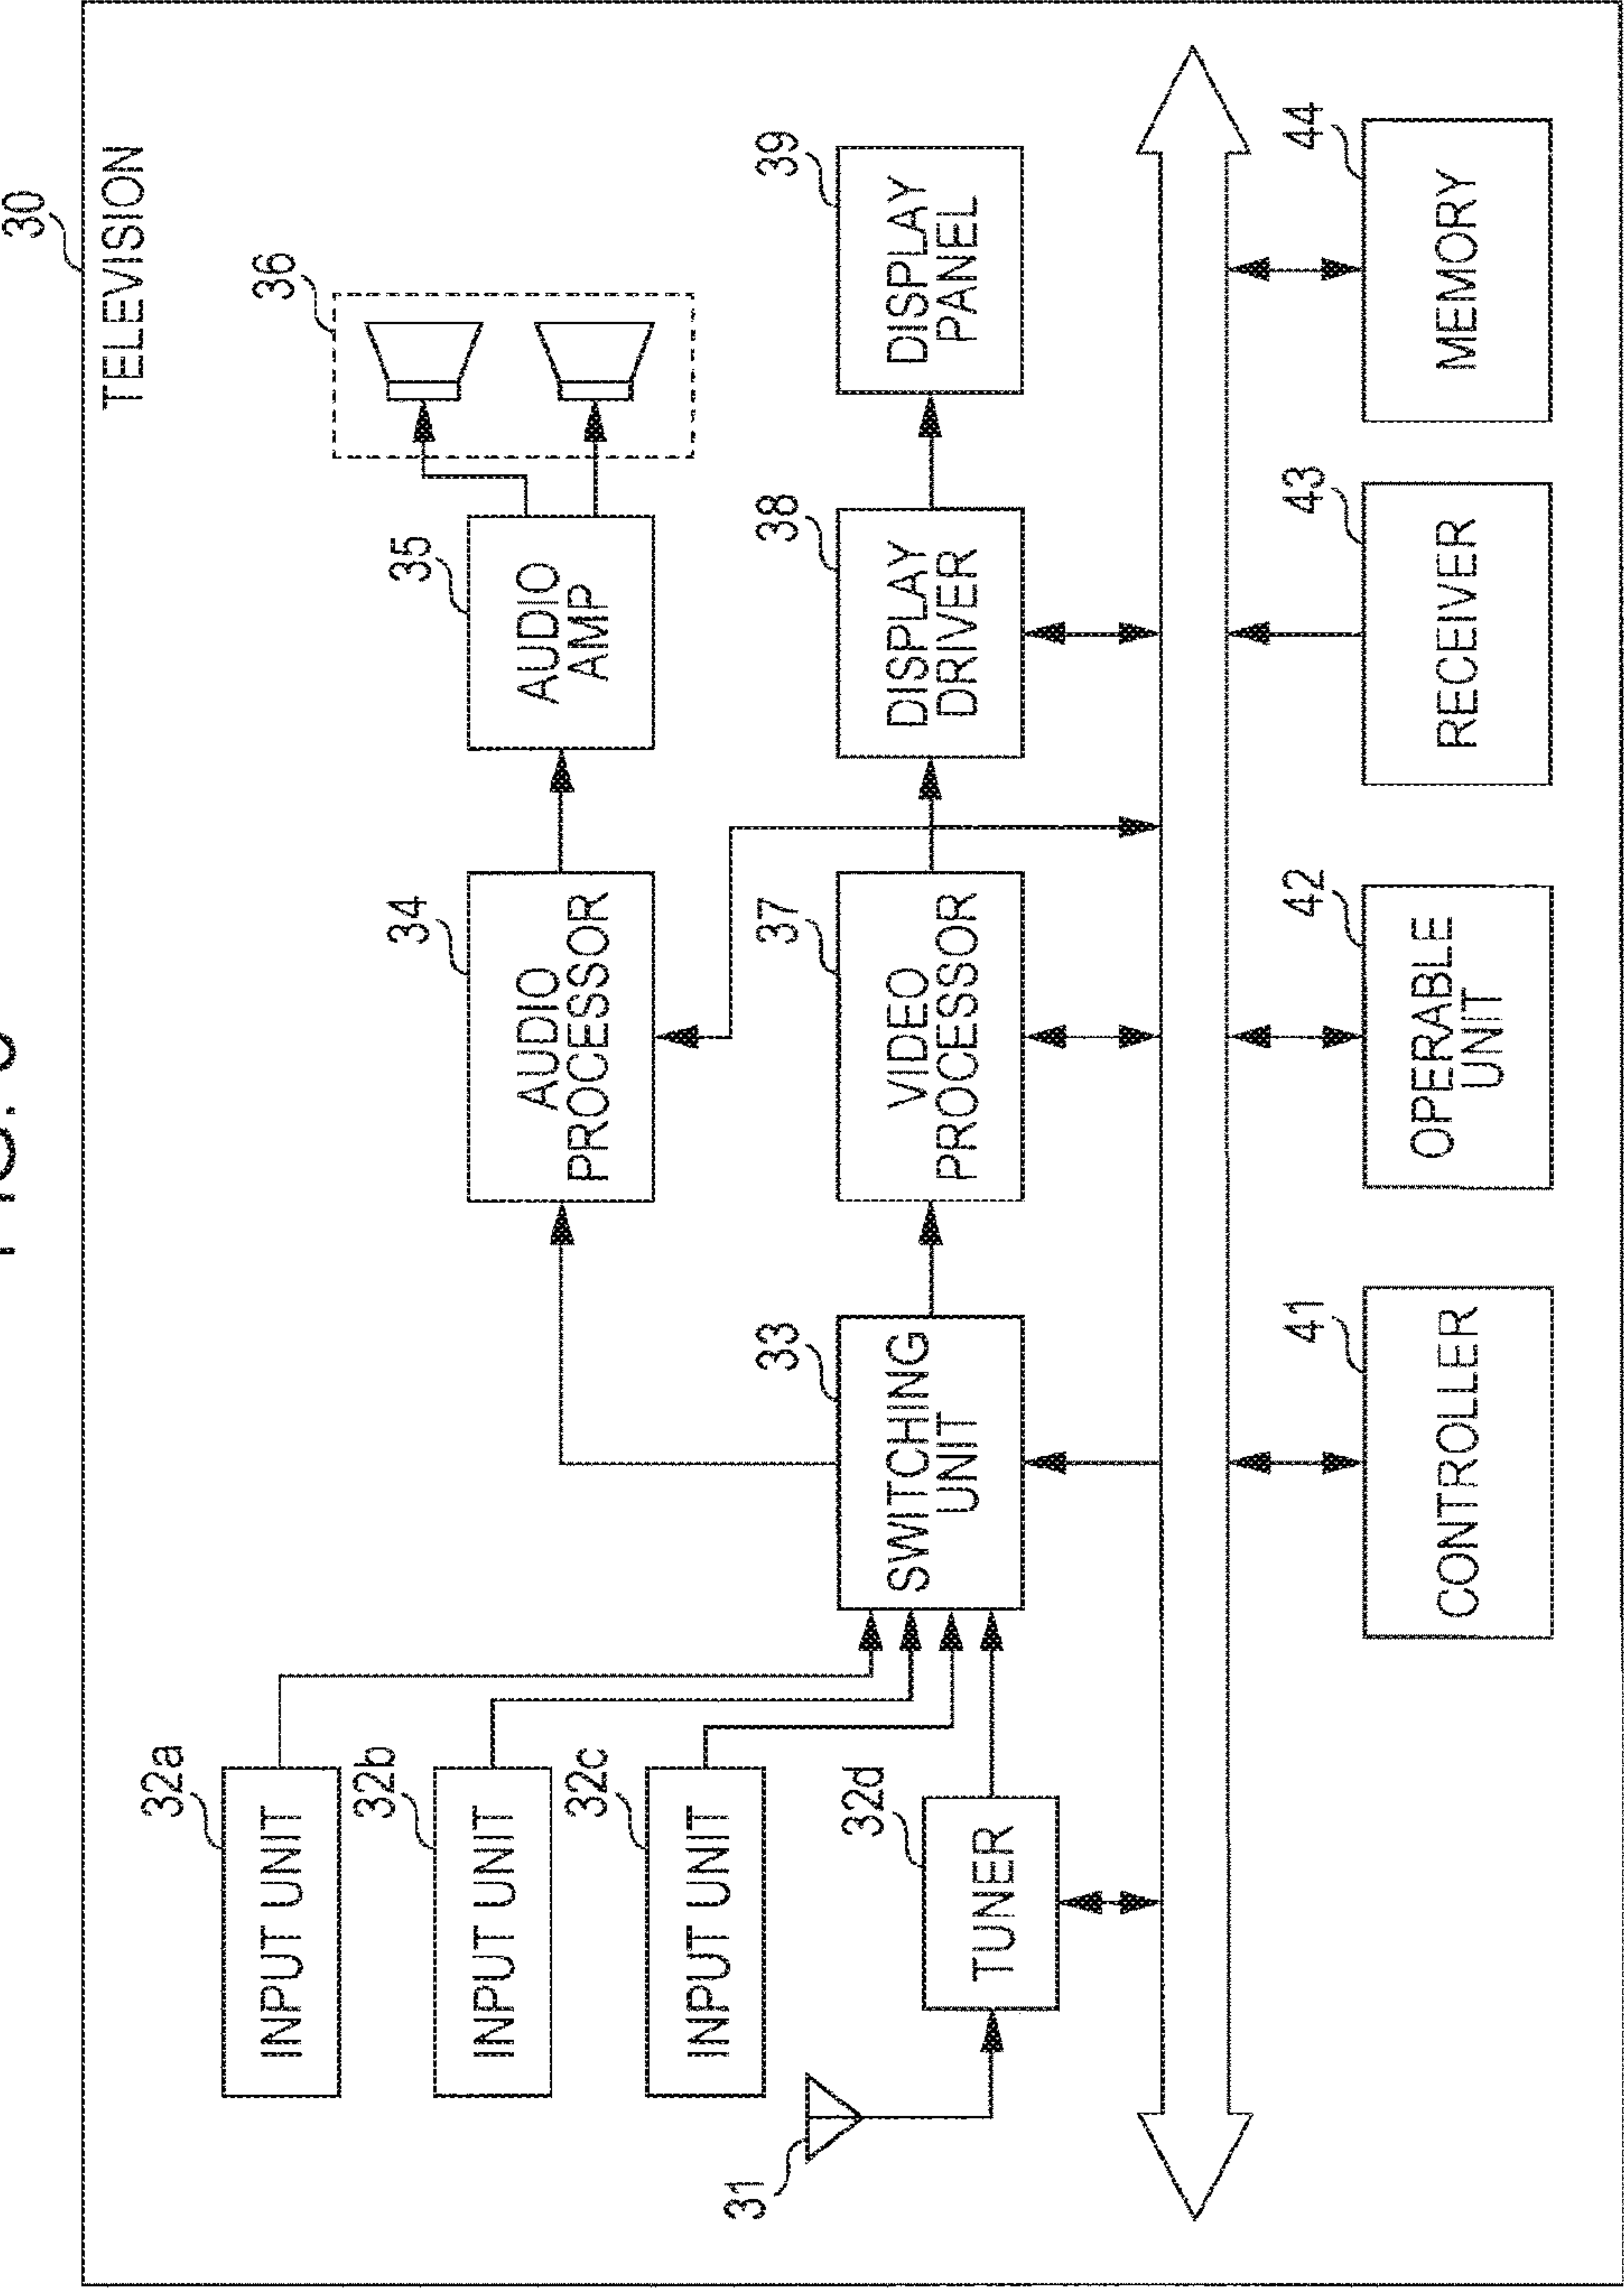 30
TELEVISION
36
32a
INPUT UNIT
32b
INPUT UNIT
34
AUDIO
PROCESSOR
35
AUDIO
AMP
32c
INPUT UNIT
31
32d
TUNER
33
SWITCHING
UNIT
37
VIDEO
PROCESSOR
38
DISPLAY
DRIVER
39
DISPLAY
PANEL
41
CONTROLLER
42
OPERABLE
UNIT
43
RECEIVER
44
MEMORY